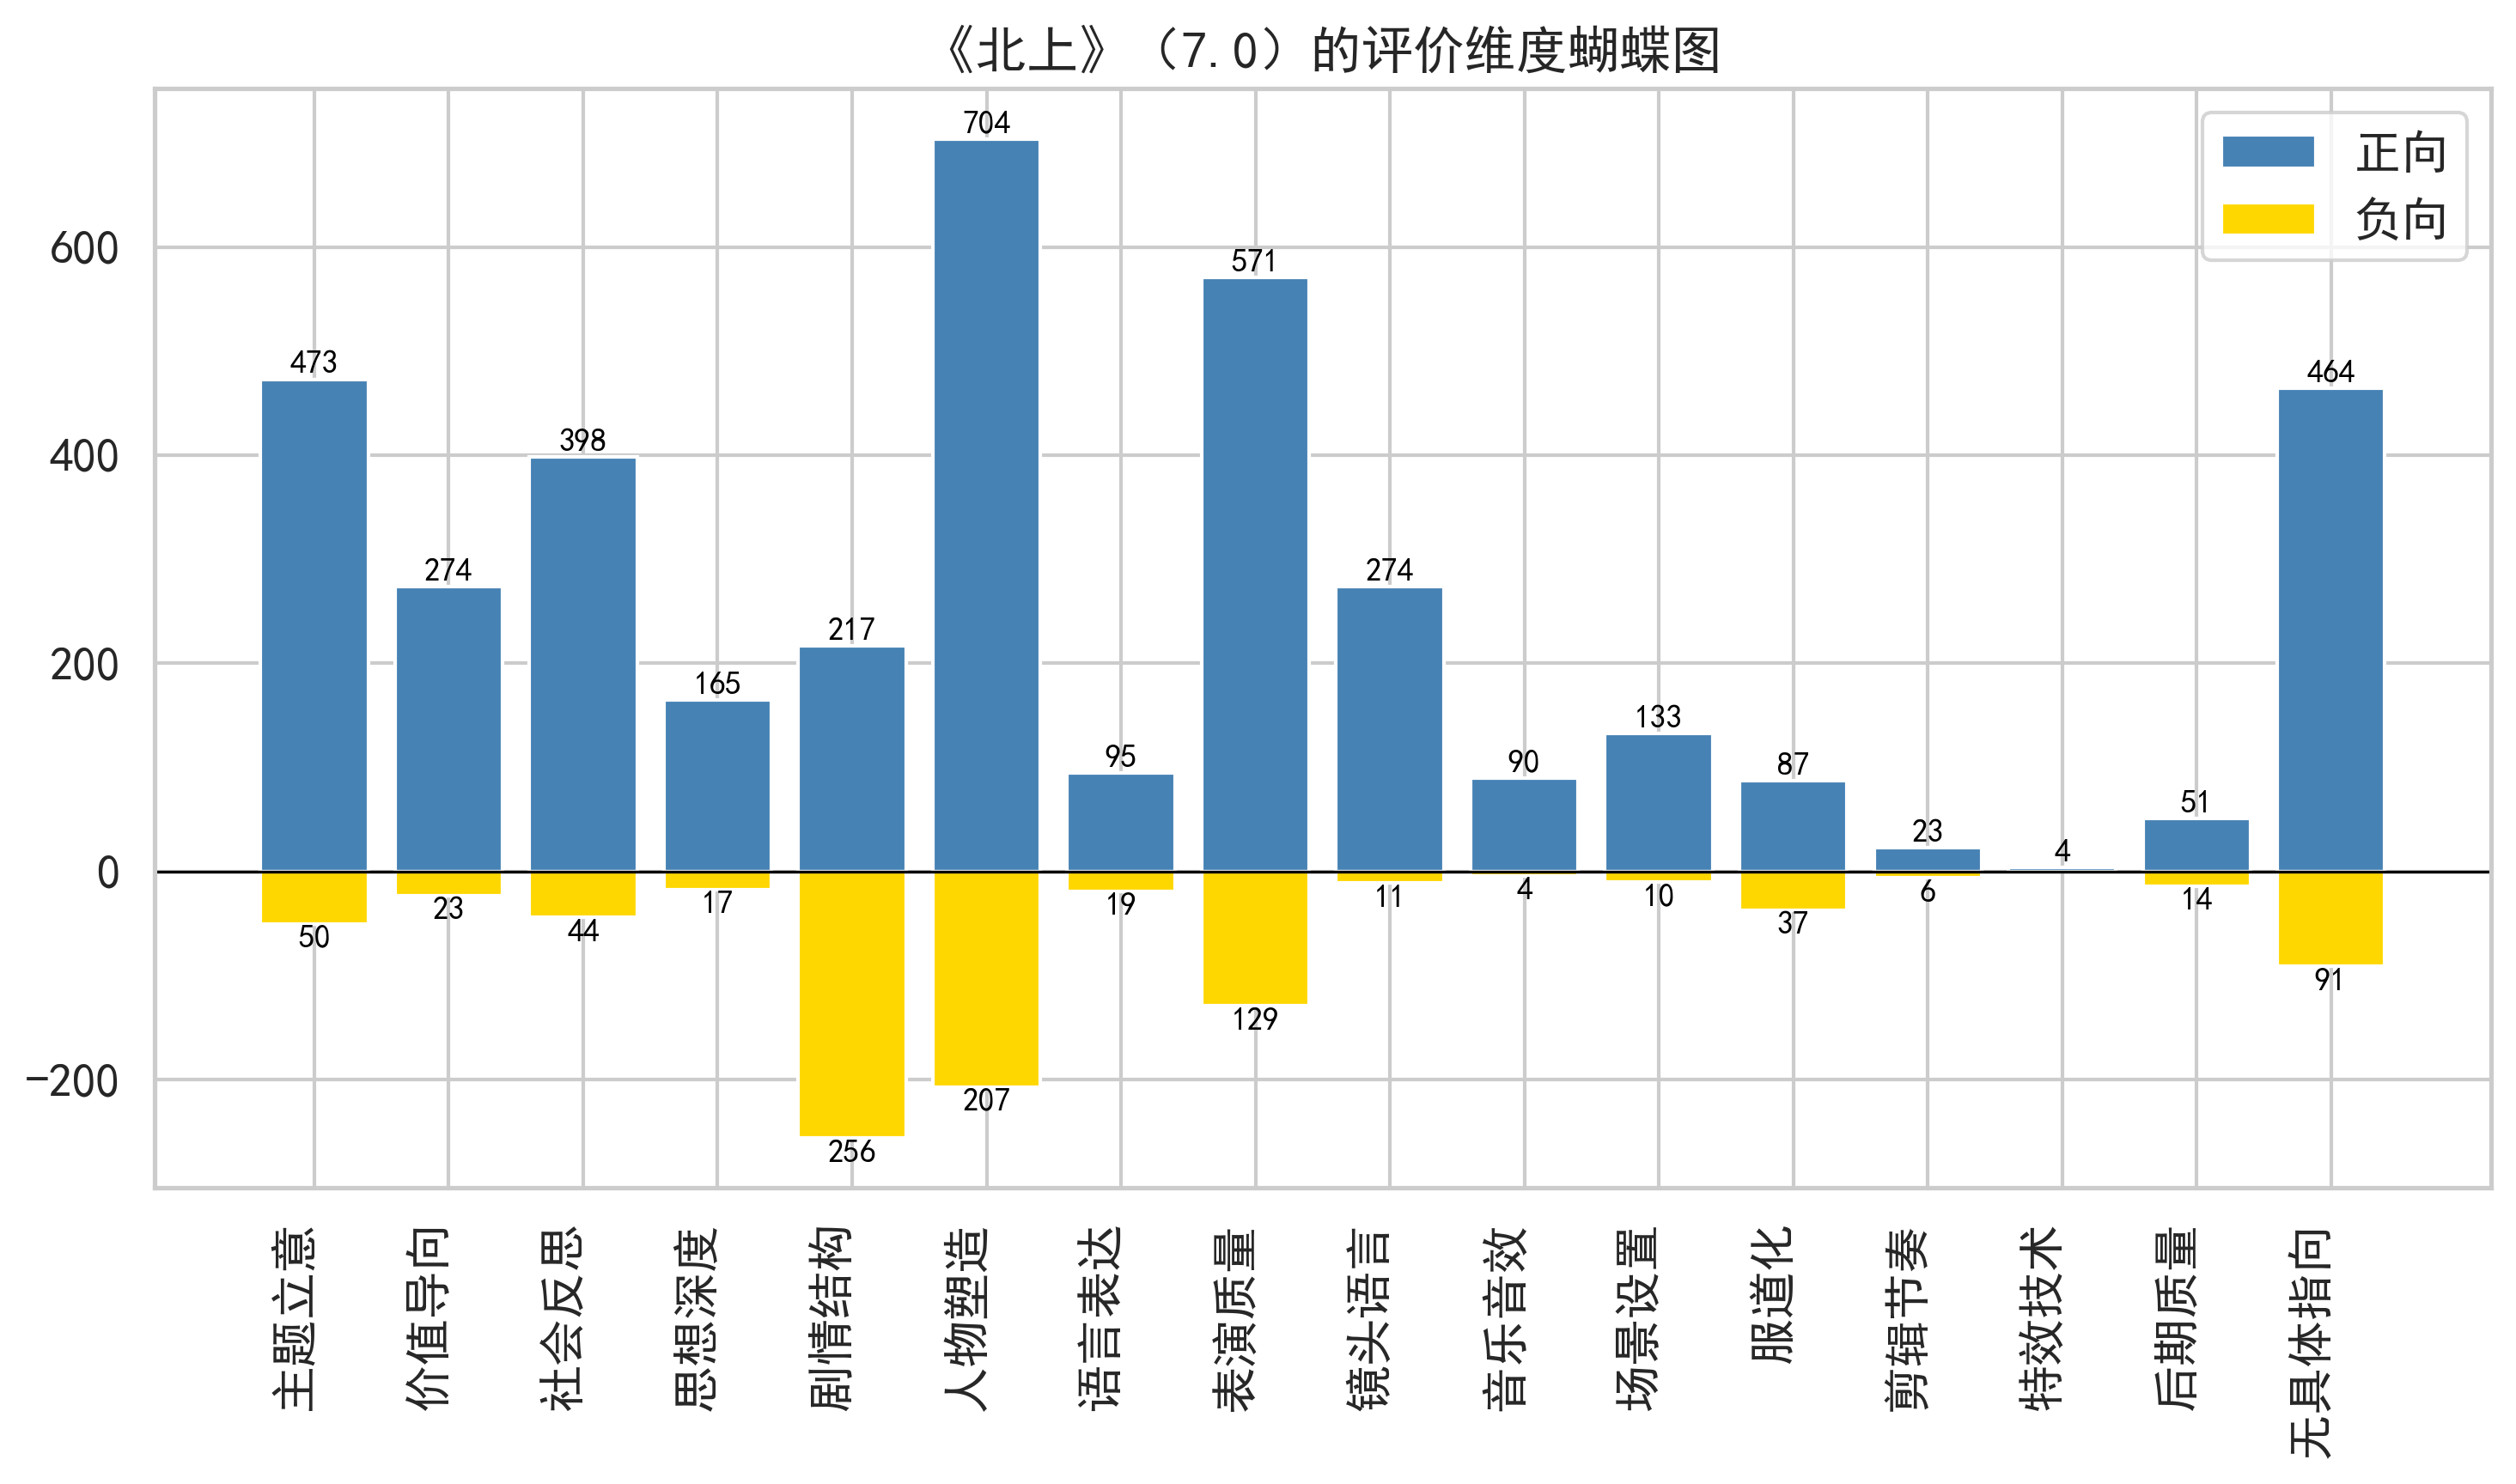 《北上》（7.0）的评价维度蝴蝶图
正向
负向
600
400
200
0
-200
473
274
398
165
217
704
95
571
274
90
133
87
23
4
51
464
50
23
44
17
256
207
19
129
11
4
10
37
6
14
91
主题立意
价值导向
社会反思
思想深度
剧情结构
人物塑造
语言表达
表演质量
镜头语言
音乐音效
场景设置
服道化
剪辑节奏
特效技术
后期质量
无具体指向